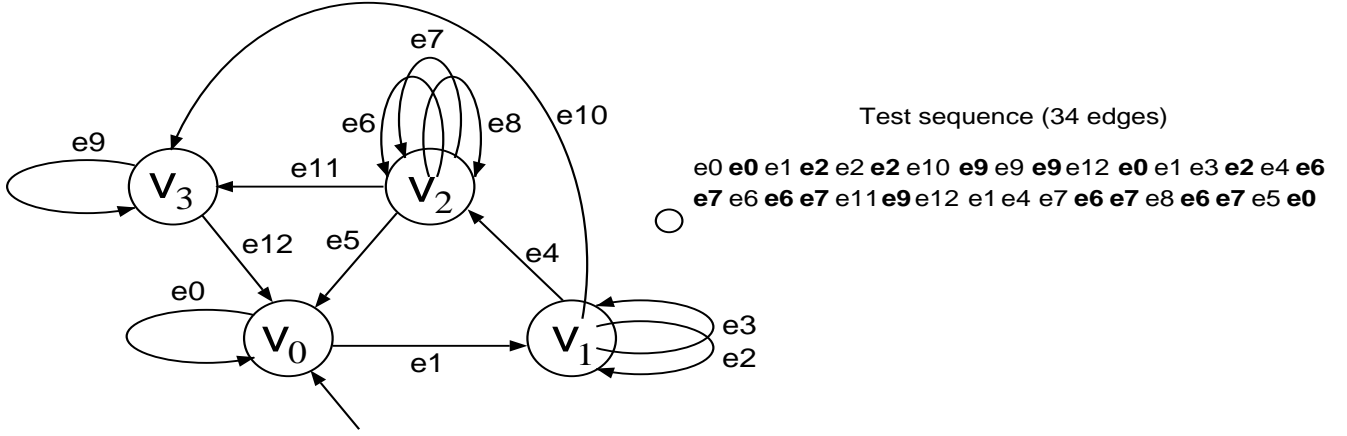 e7
e6
e8
e10
e9
e11
V3
V2
e12
e5
e4
e0
V0
e1
V1
e3
e2
Test sequence (34 edges)
e0 e0 e1 e2 e2 e2 e10 e9 e9 e9 e12 e0 e1 e3 e2 e4 e6
e7 e6 e6 e7 e11 e9 e12 e1 e4 e7 e6 e7 e8 e6 e7 e5 e0